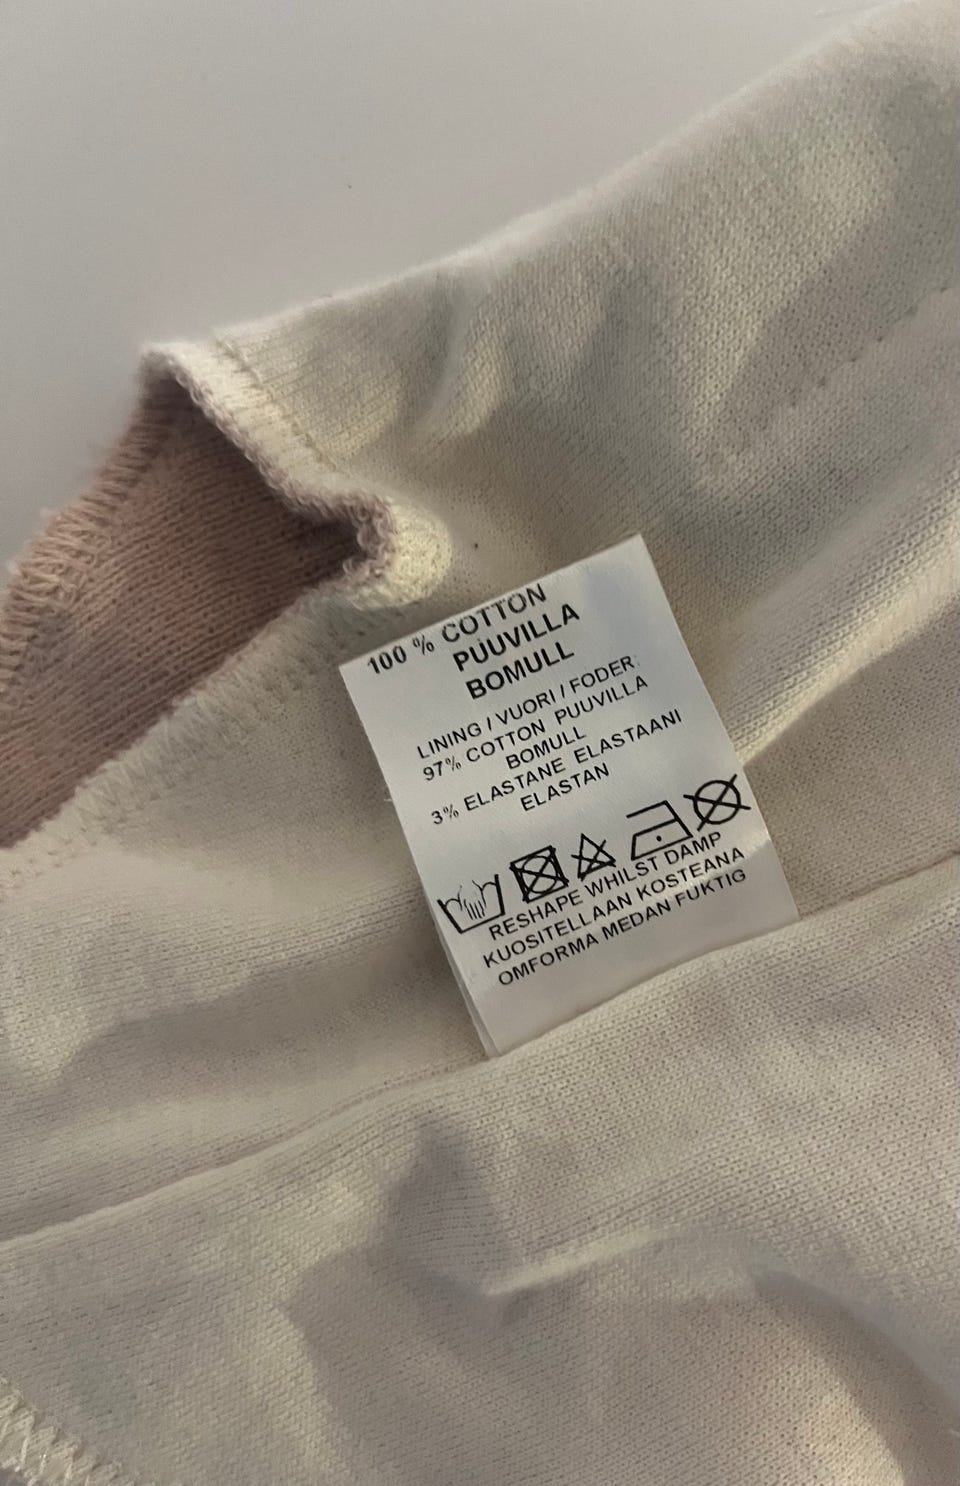 100 % COTTON
PUUVILLA
BOMULL
LINING / VUORI / FODER:
97% COTTON PUUVILLA
BOMULL
3% ELASTANE ELASTAANI
ELASTAN
RESHAPE WHILST DAMP
KUOSITELLAAN KOSTEANA
OMFORMA MEDAN FUKTIG